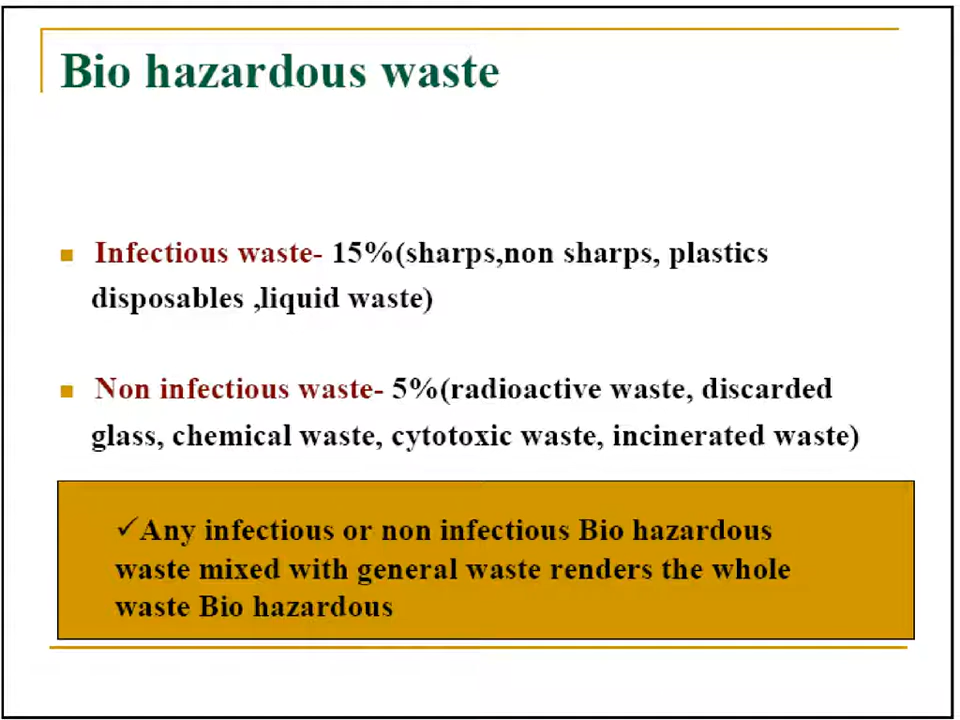 Bio hazardous waste
Infectious waste- 15%(sharps,non sharps, plastics
disposables ,liquid waste)
Non infectious waste- 5%(radioactive waste, discarded
glass, chemical waste, cytotoxic waste, incinerated waste)
✓Any infectious or non infectious Bio hazardous
waste mixed with general waste renders the whole
waste Bio hazardous